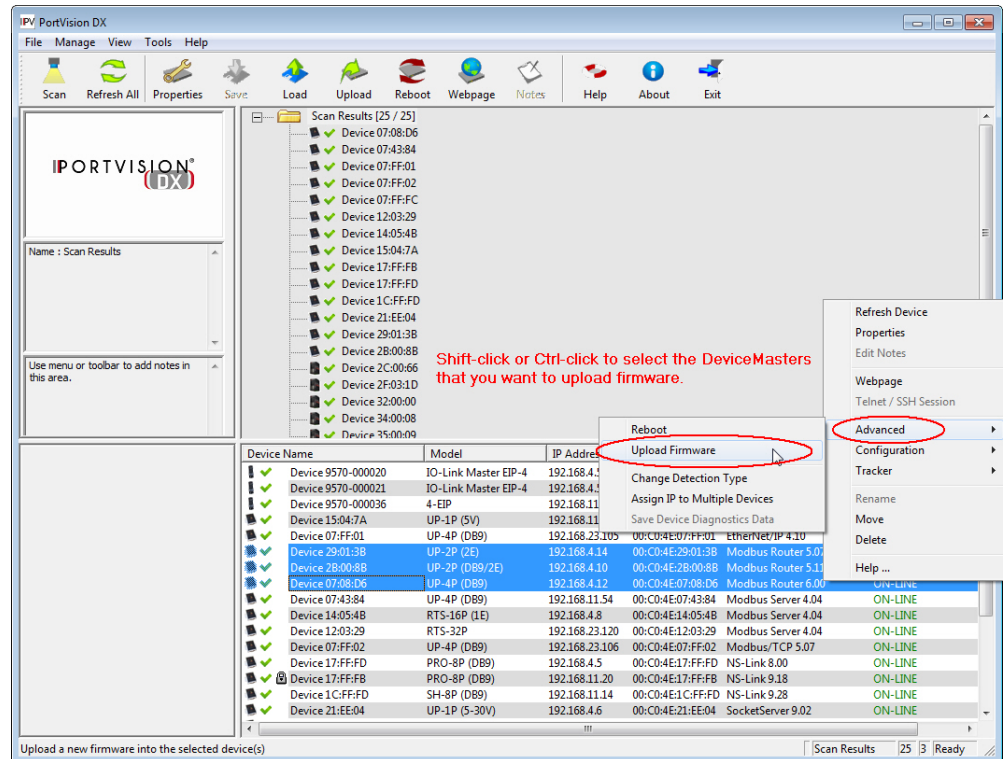 IPV PortVision DX
File Manage View Tools Help
Scan Refresh All Properties Save Load Upload Reboot Webpage Notes Help About Exit
IPORTVISION®
(DX)
Name : Scan Results
Use menu or toolbar to add notes in
this area.
Scan Results [25 / 25]
Device 07:08:D6
Device 07:43:84
Device 07:FF:01
Device 07:FF:02
Device 07:FF:FC
Device 12:03:29
Device 14:05:4B
Device 15:04:7A
Device 17:FF:FB
Device 17:FF:FD
Device 1C:FF:FD
Device 21:EE:04
Device 29:01:3B
Device 2B:00:8B
Device 2C:00:66
Device 2F:03:1D
Device 32:00:00
Device 34:00:08
Device 35:00:09
Shift-click or Ctrl-click to select the DeviceMasters
that you want to upload firmware.
Refresh Device
Properties
Edit Notes
Webpage
Telnet / SSH Session
Advanced
Configuration
Tracker
Rename
Move
Delete
Help ...
Reboot
Upload Firmware
Change Detection Type
Assign IP to Multiple Devices
Save Device Diagnostics Data
Device Name Model IP Addre
Device 9570-000020 IO-Link Master EIP-4 192.168.4.
Device 9570-000021 IO-Link Master EIP-4 192.168.4.
Device 9570-000036 4-EIP 192.168.11
Device 15:04:7A UP-1P (5V) 192.168.11
Device 07:FF:01 UP-4P (DB9) 192.168.23.105 00:C0:4E:07:FF:01 EtherNet/IP 4.10
Device 29:01:3B UP-2P (2E) 192.168.4.14 00:C0:4E:29:01:3B Modbus Router 5.07
Device 2B:00:8B UP-2P (DB9/2E) 192.168.4.10 00:C0:4E:2B:00:8B Modbus Router 5.11
Device 07:08:D6 UP-4P (DB9) 192.168.4.12 00:C0:4E:07:08:D6 Modbus Router 6.00 ON-LINE
Device 07:43:84 UP-4P (DB9) 192.168.11.54 00:C0:4E:07:43:84 Modbus Server 4.04 ON-LINE
Device 14:05:4B RTS-16P (1E) 192.168.4.8 00:C0:4E:14:05:4B Modbus Server 4.04 ON-LINE
Device 12:03:29 RTS-32P 192.168.23.120 00:C0:4E:12:03:29 Modbus Server 4.04 ON-LINE
Device 07:FF:02 UP-4P (DB9) 192.168.23.106 00:C0:4E:07:FF:02 Modbus/TCP 5.07 ON-LINE
Device 17:FF:FD PRO-8P (DB9) 192.168.4.5 00:C0:4E:17:FF:FD NS-Link 8.00 ON-LINE
Device 17:FF:FB PRO-8P (DB9) 192.168.11.20 00:C0:4E:17:FF:FB NS-Link 9.18 ON-LINE
Device 1C:FF:FD SH-8P (DB9) 192.168.11.14 00:C0:4E:1C:FF:FD NS-Link 9.28 ON-LINE
Device 21:EE:04 UP-1P (5-30V) 192.168.4.6 00:C0:4E:21:EE:04 SocketServer 9.02 ON-LINE
Upload a new firmware into the selected device(s) Scan Results 25 3 Ready